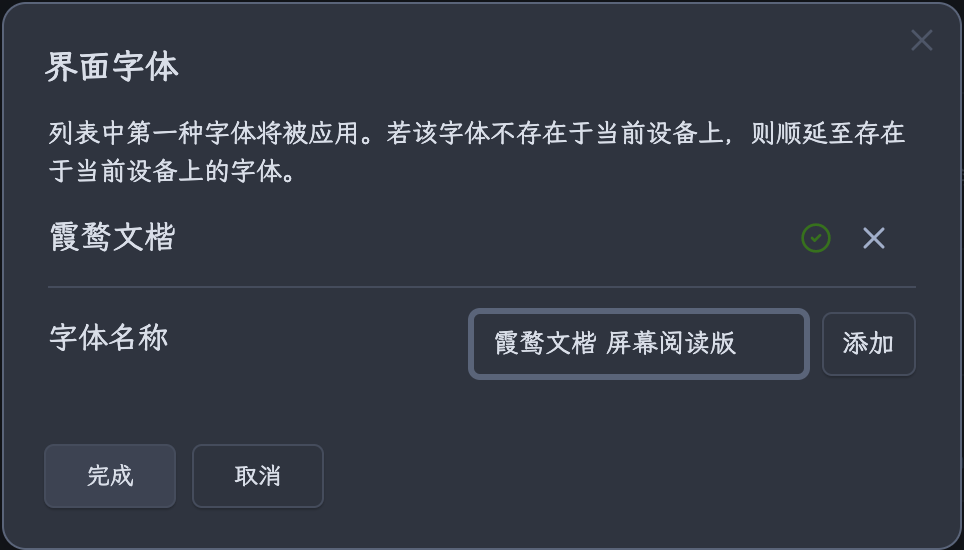 界面字体
列表中第一种字体将被应用。若该字体不存在于当前设备上，则顺延至存在
于当前设备上的字体。
霞鹜文楷
字体名称
霞鹜文楷 屏幕阅读版
添加
完成
取消